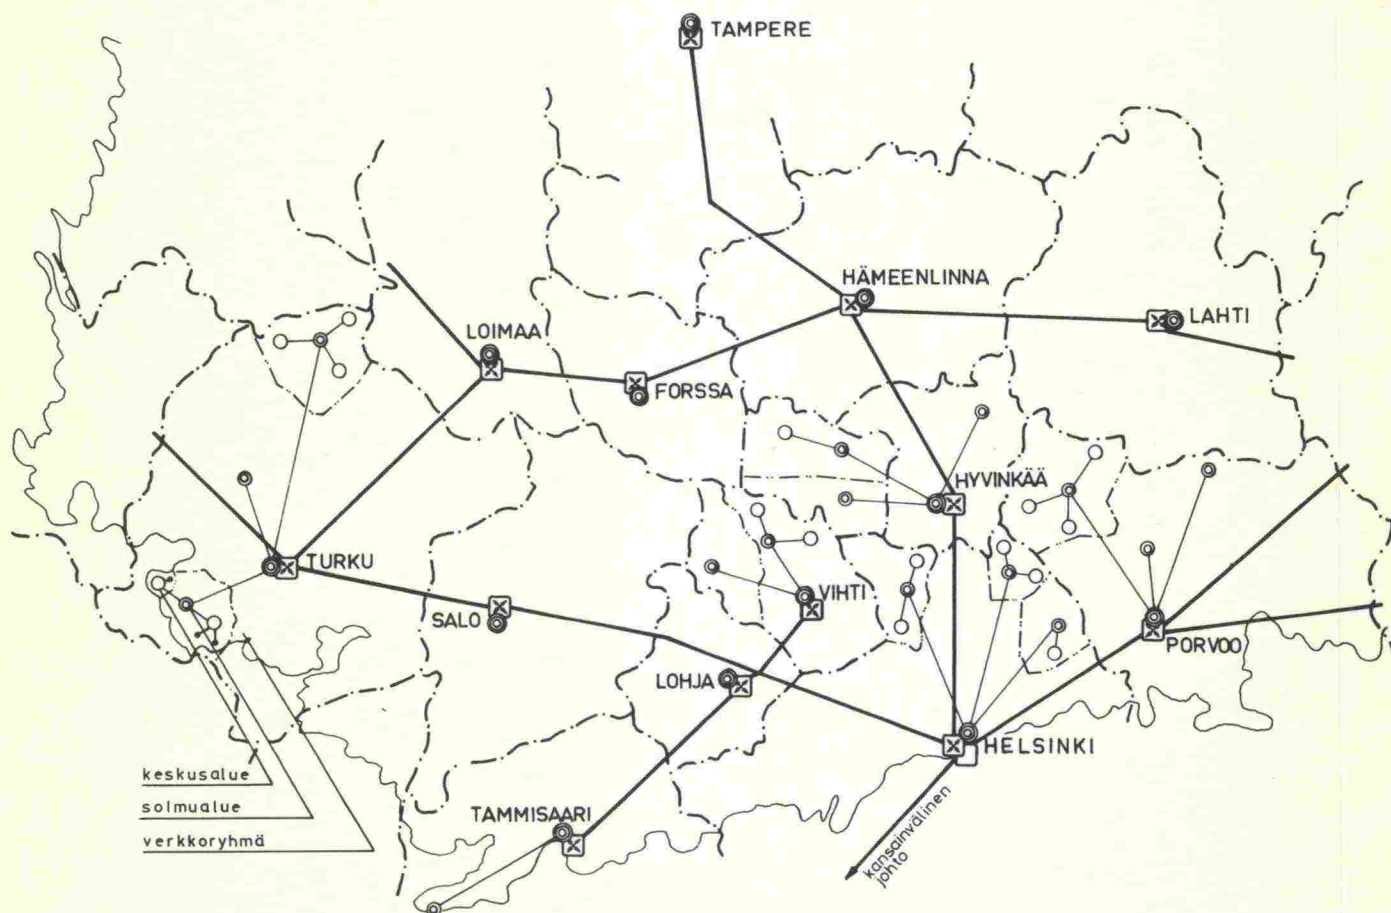 TAMPERE
HÄMEENLINNA
LAHTI
LOIMAA
FORSSA
HYVINKÄÄ
TURKU
VIHTI
SALO
PORVOO
LOHJA
HELSINKI
keskusalue
solmualue
verkkoryhmä
TAMMISAARI
kansainvälinen
johto